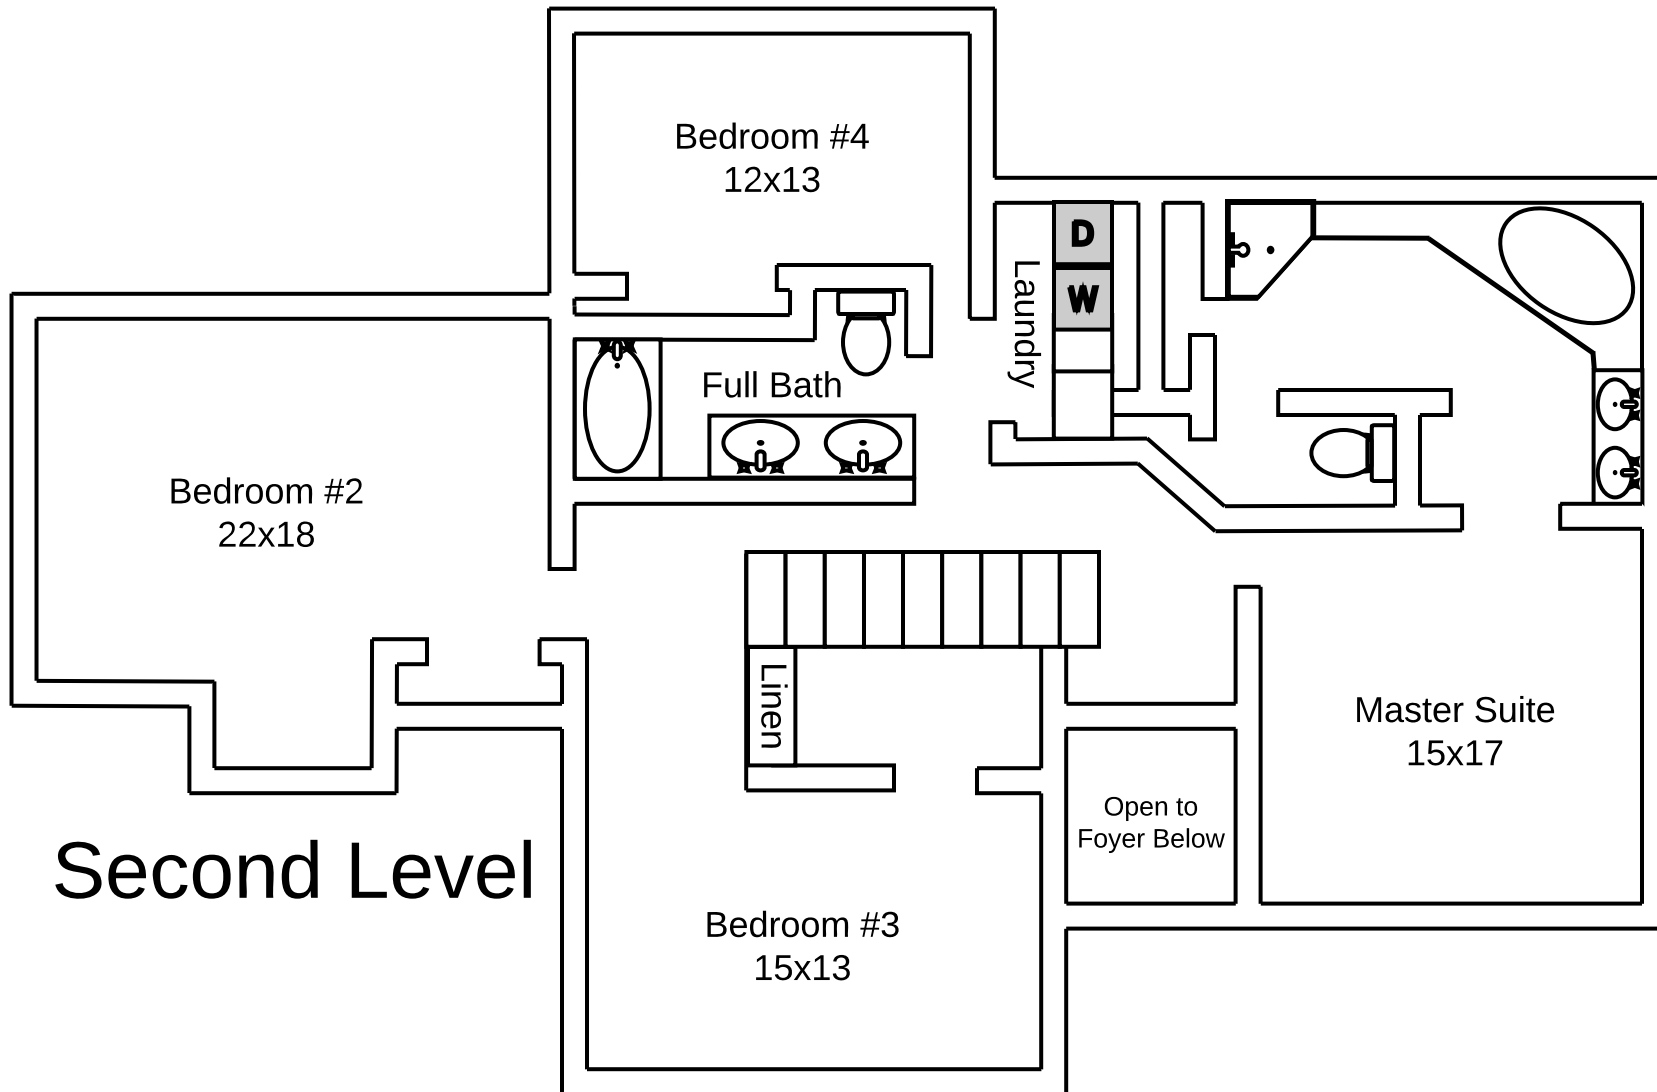 Bedroom #4
12x13
D
W
Laundry
Full Bath
Bedroom #2
22x18
Linen
Master Suite
15x17
Open to
Foyer Below
Second Level
Bedroom #3
15x13